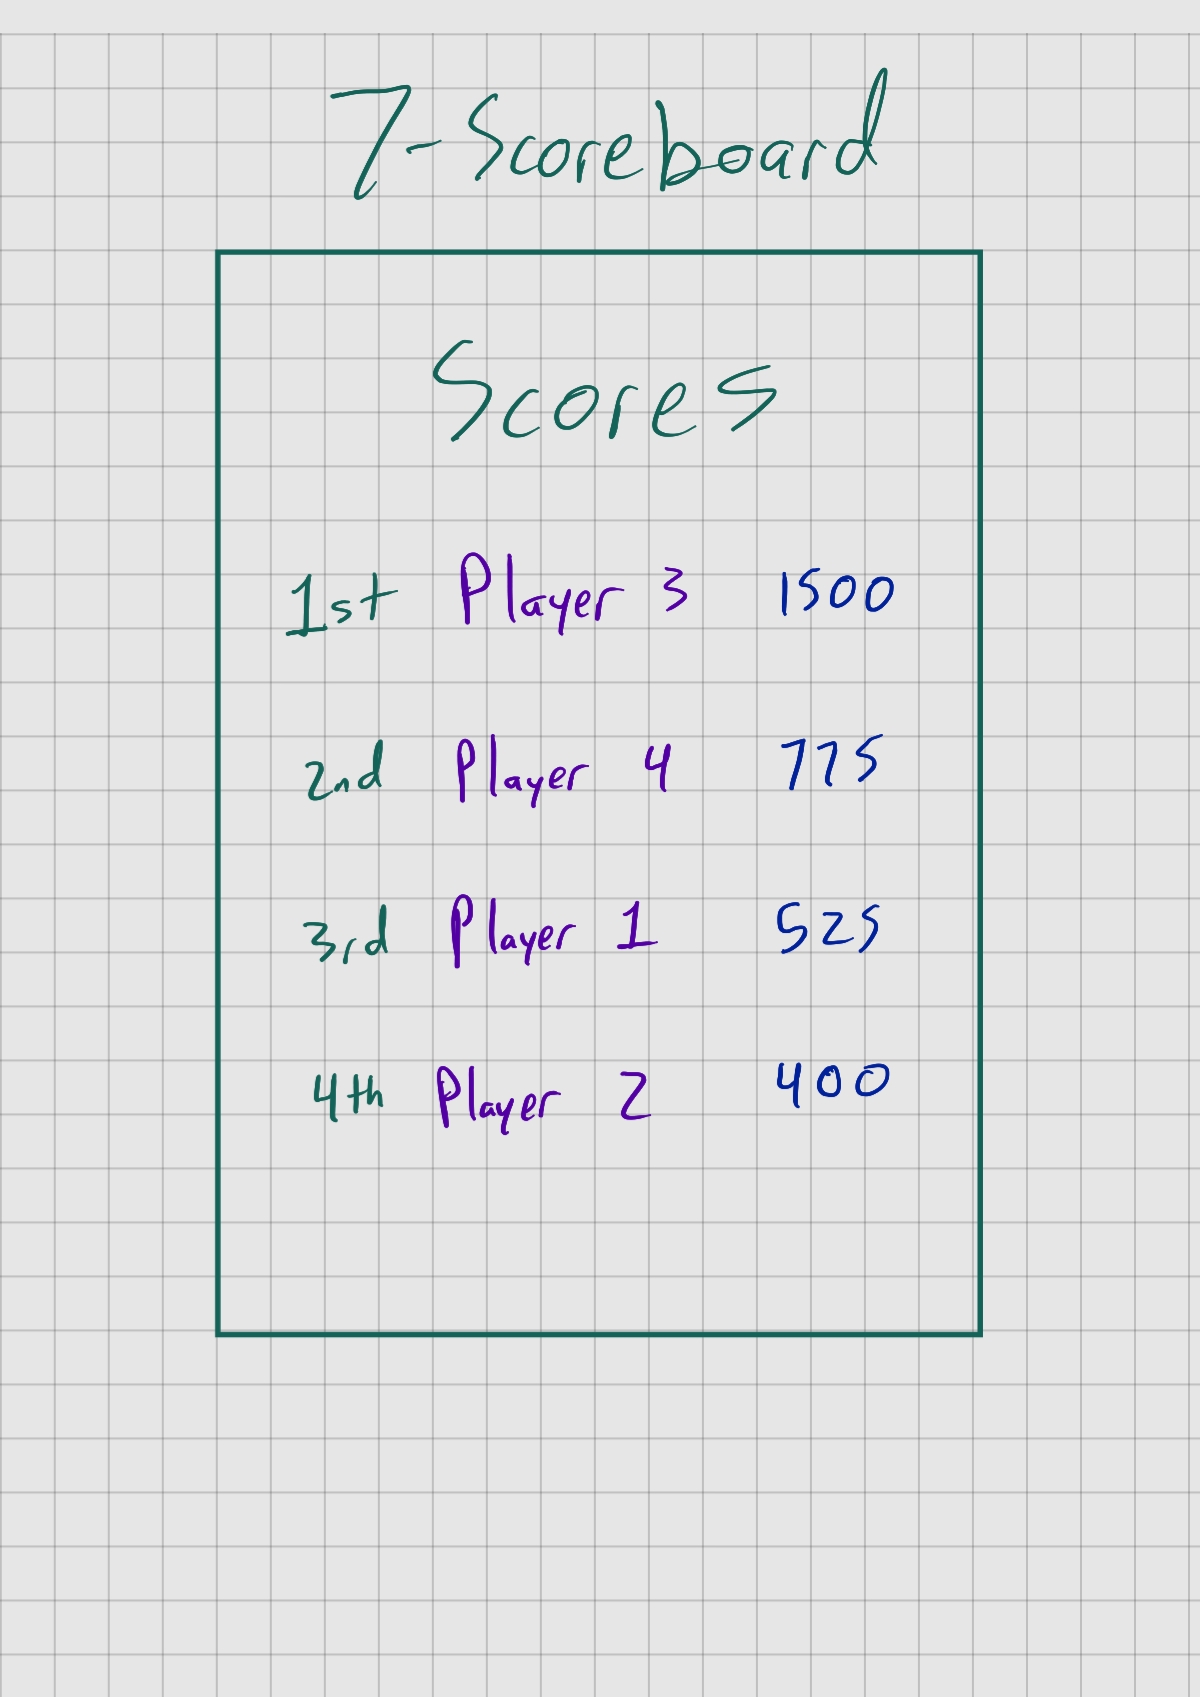 7-Scoreboard
Scores
1st Player 3 1500
2nd Player 4 775
3rd Player 1 525
4th Player 2 400